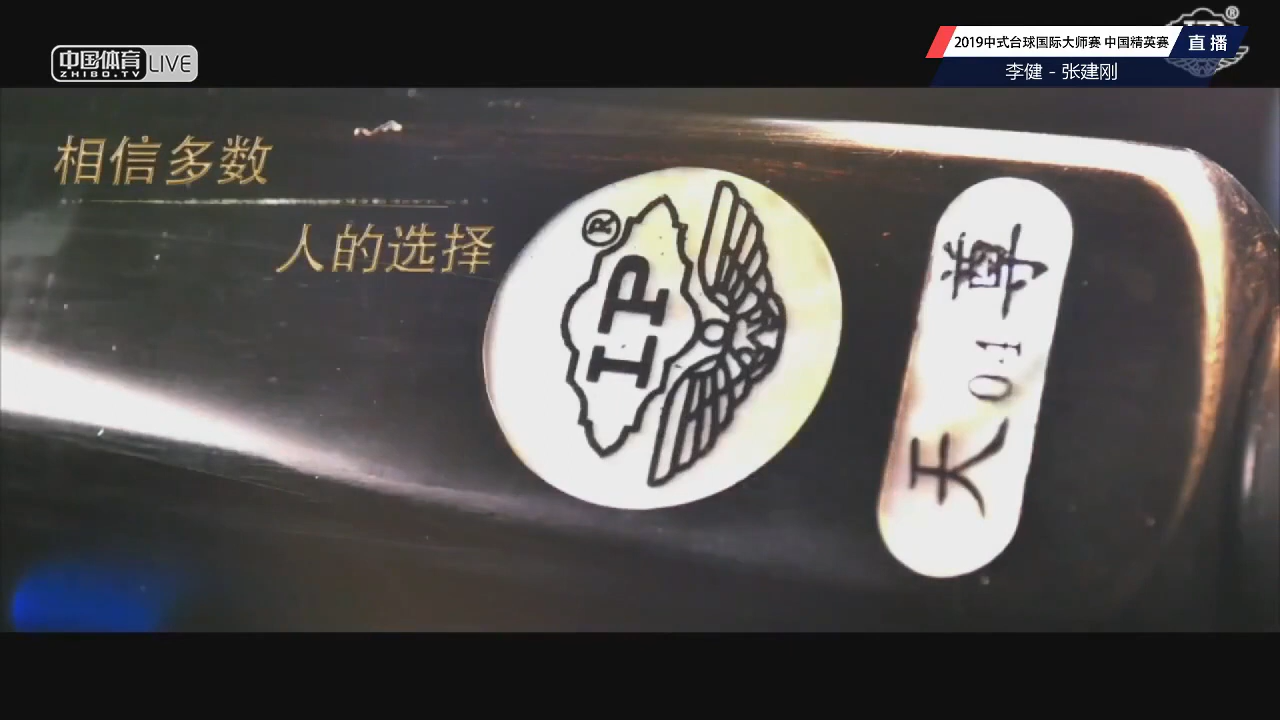 中国体育
ZHIBO.TV
LIVE
2019中式台球国际大师赛 中国精英赛
直播
李健 - 张建刚
相信多数
人的选择
LP
®
天01尊